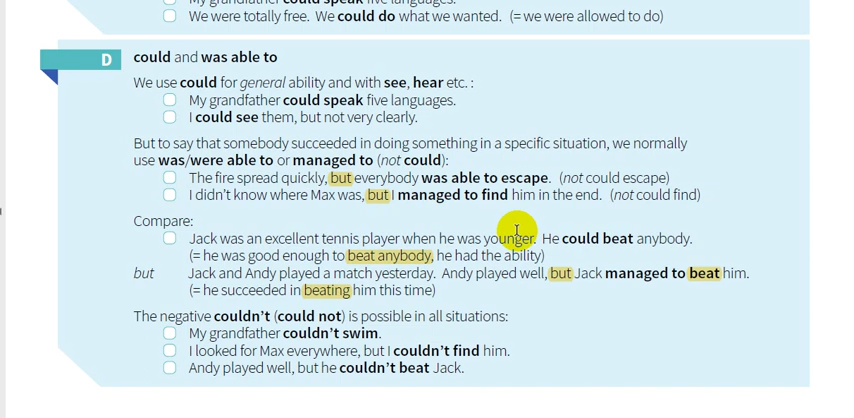 My grandfather could speak five languages.
We were totally free. We could do what we wanted. (= we were allowed to do)
D could and was able to
We use could for general ability and with see, hear etc. :
My grandfather could speak five languages.
I could see them, but not very clearly.
But to say that somebody succeeded in doing something in a specific situation, we normally
use was/were able to or managed to (not could):
The fire spread quickly, but everybody was able to escape. (not could escape)
I didn't know where Max was, but I managed to find him in the end. (not could find)
Compare:
Jack was an excellent tennis player when he was younger. He could beat anybody.
(= he was good enough to beat anybody, he had the ability)
but Jack and Andy played a match yesterday. Andy played well, but Jack managed to beat him.
(= he succeeded in beating him this time)
The negative couldn't (could not) is possible in all situations:
My grandfather couldn't swim.
I looked for Max everywhere, but I couldn't find him.
Andy played well, but he couldn't beat Jack.